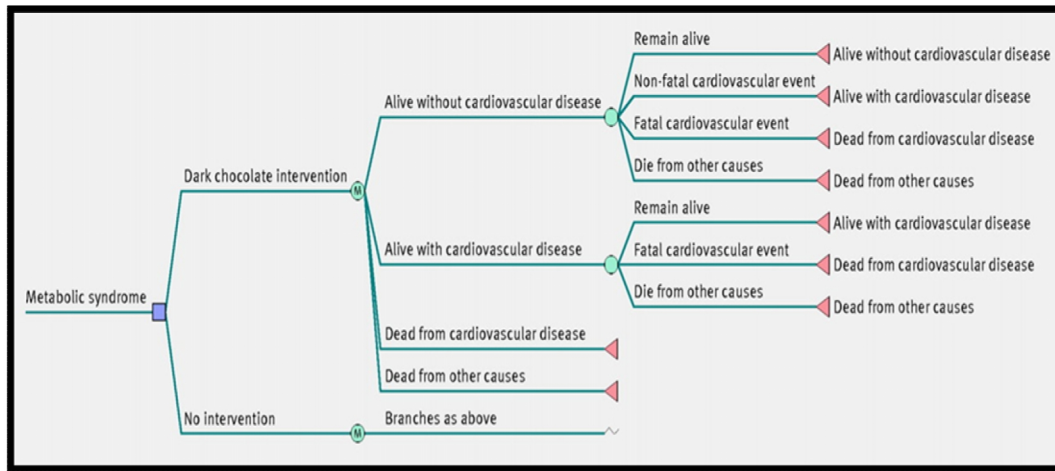 Remain alive
Alive without cardiovascular disease
Non-fatal cardiovascular event
Alive with cardiovascular disease
Alive without cardiovascular disease
Fatal cardiovascular event
Dead from cardiovascular disease
Die from other causes
Dead from other causes
Dark chocolate intervention
M
Remain alive
Alive with cardiovascular disease
Alive with cardiovascular disease
Fatal cardiovascular event
Dead from cardiovascular disease
Die from other causes
Dead from other causes
Metabolic syndrome
Dead from cardiovascular disease
Dead from other causes
No intervention
M
Branches as above